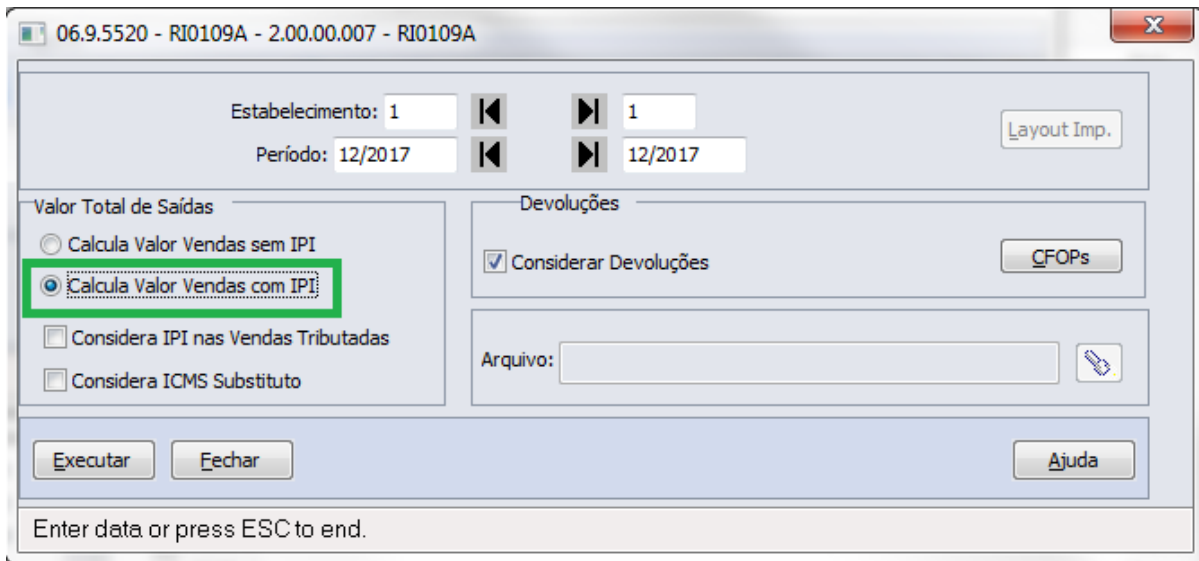 06.9.5520 - RI0109A - 2.00.00.007 - RI0109A
Estabelecimento: 1 1
Layout Imp.
Período: 12/2017 12/2017
Valor Total de Saídas
Calcula Valor Vendas sem IPI
Calcula Valor Vendas com IPI
Considera IPI nas Vendas Tributadas
Considera ICMS Substituto
Devoluções
Considerar Devoluções CFOPs
Arquivo:
Executar Fechar Ajuda
Enter data or press ESC to end.